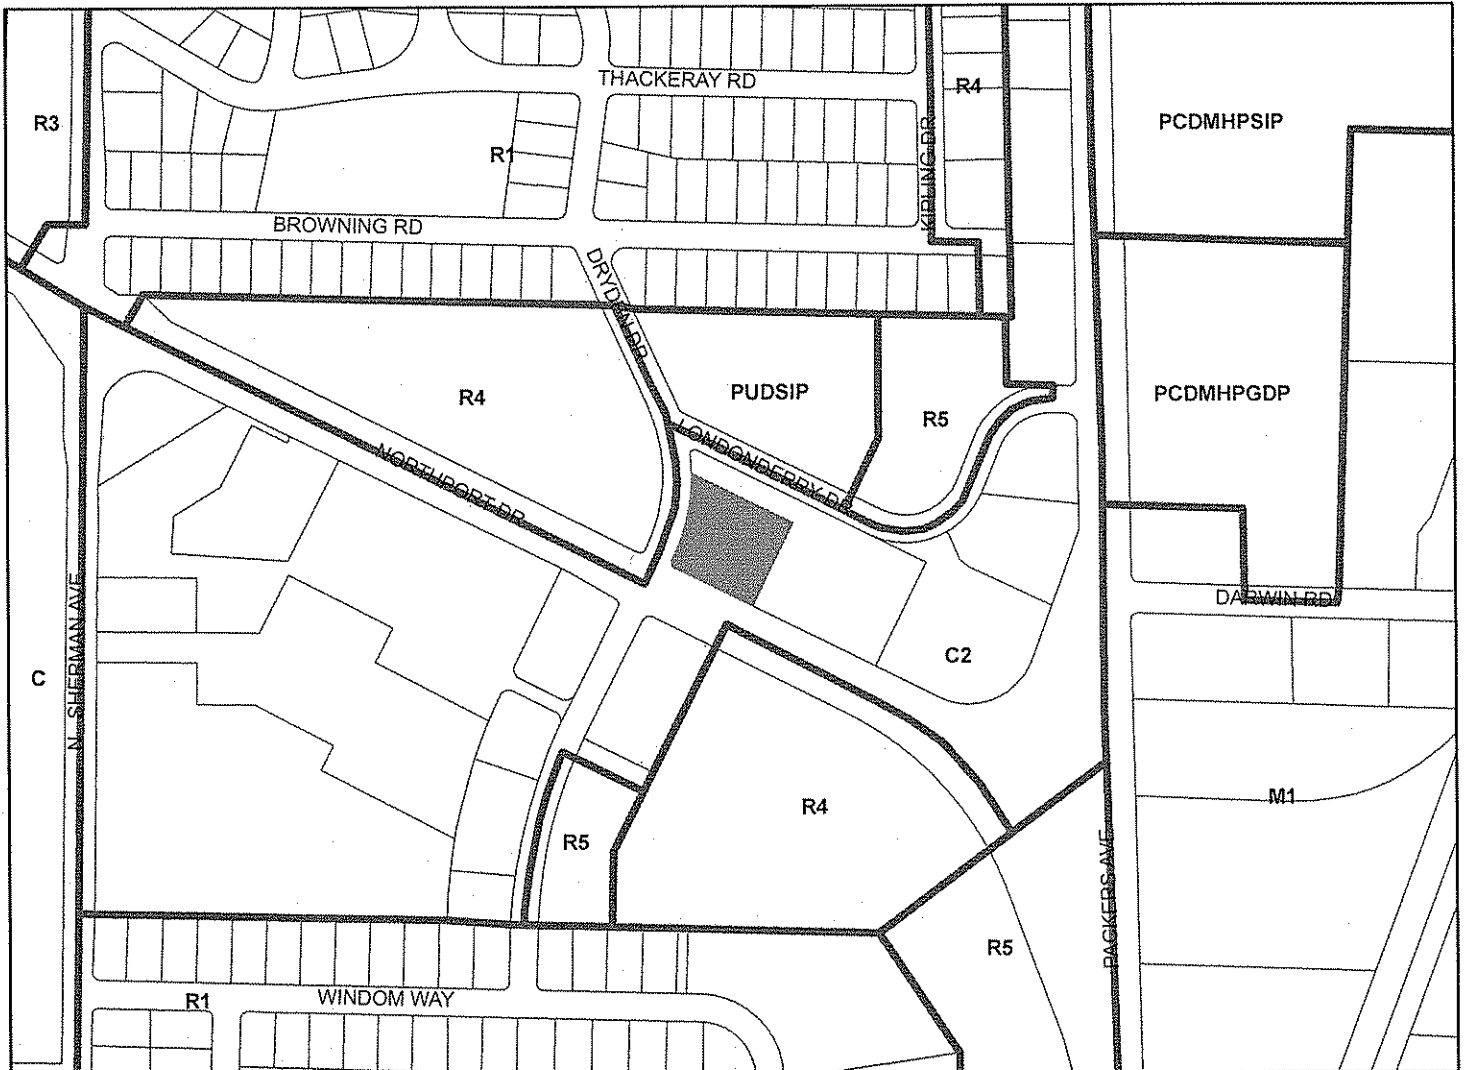 THACKERAY RD
R4
R3
PCDMHPSIP
R1
KIPLING DR
BROWNING RD
DRYDEN DR
R4
PUDSIP
R5
PCDMHPGDP
LONDONDERRY DR
NORTHPORT DR
DARWIN RD
N. SHERMAN AVE
C
C2
R4
M1
R5
PACKERS AVE
R5
R1
WINDOM WAY